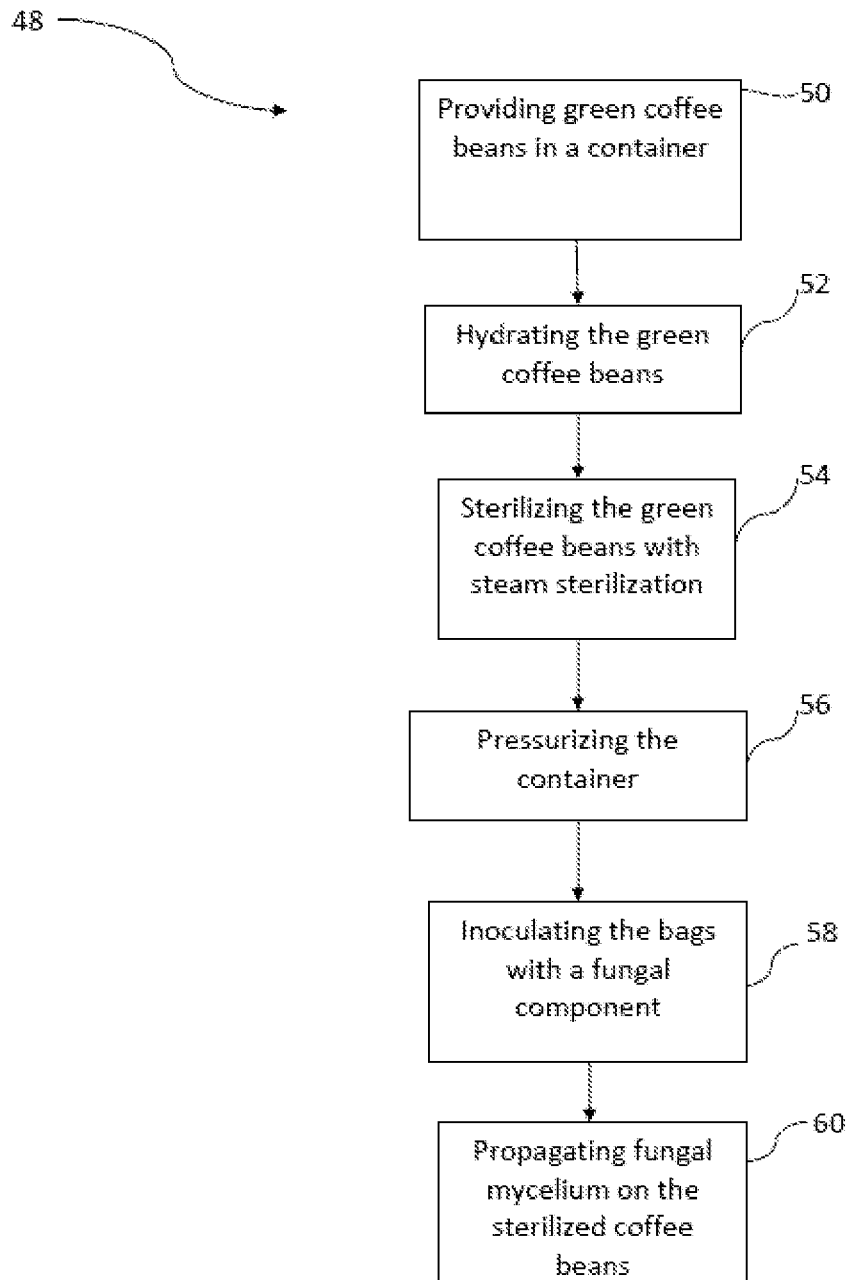 48
50
Providing green coffee
beans in a container
52
Hydrating the green
coffee beans
54
Sterilizing the green
coffee beans with
steam sterilization
56
Pressurizing the
container
58
Inoculating the bags
with a fungal
component
60
Propagating fungal
mycelium on the
sterilized coffee
beans